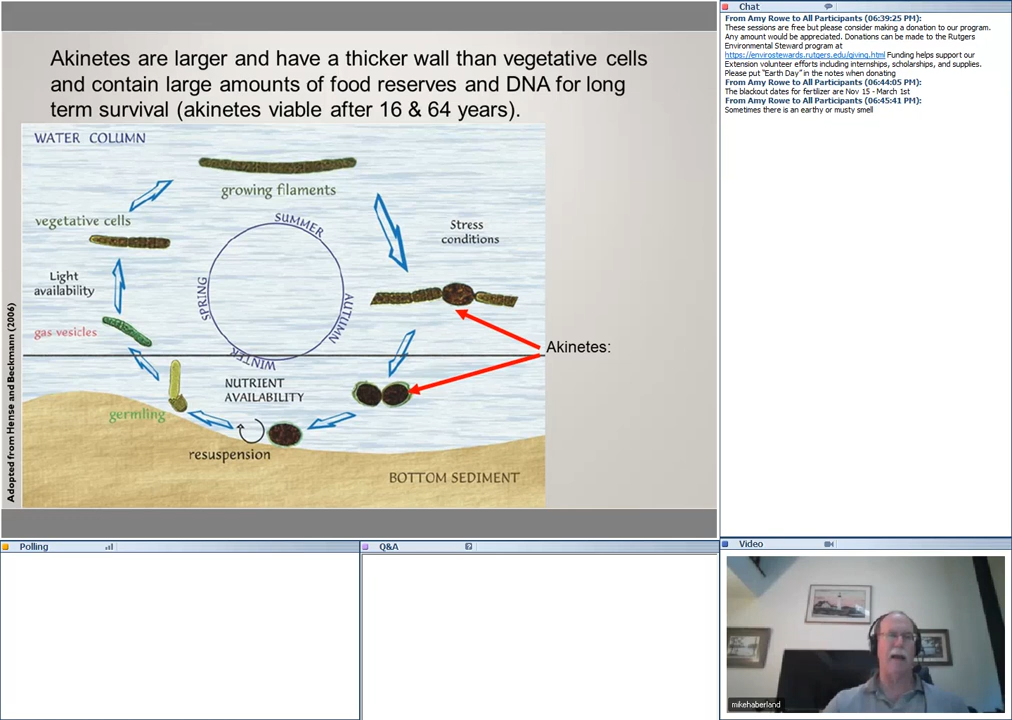 Akinetes are larger and have a thicker wall than vegetative cells
and contain large amounts of food reserves and DNA for long
term survival (akinetes viable after 16 & 64 years).
WATER COLUMN
growing filaments
vegetative cells
SUMMER
Stress
conditions
Light
availability
SPRING
AUTUMN
gas vesicles
WINTER
Akinetes:
NUTRIENT
AVAILABILITY
germling
resuspension
BOTTOM SEDIMENT
Adopted from Hense and Beckmann (2006)
Chat
From Amy Rowe to All Participants (06:39:25 PM):
These sessions are free but please consider making a donation to our program.
Any amount would be appreciated. Donations can be made to the Rutgers
Environmental Steward program at
https://envirostewards.rutgers.edu/giving.html Funding helps support our
Extension volunteer efforts including internships, scholarships, and supplies.
Please put "Earth Day" in the notes when donating
From Amy Rowe to All Participants (06:44:05 PM):
The blackout dates for fertilizer are Nov 15 - March 1st
From Amy Rowe to All Participants (06:45:41 PM):
Sometimes there is an earthy or musty smell
Polling
Q&A
Video
mikehaberland